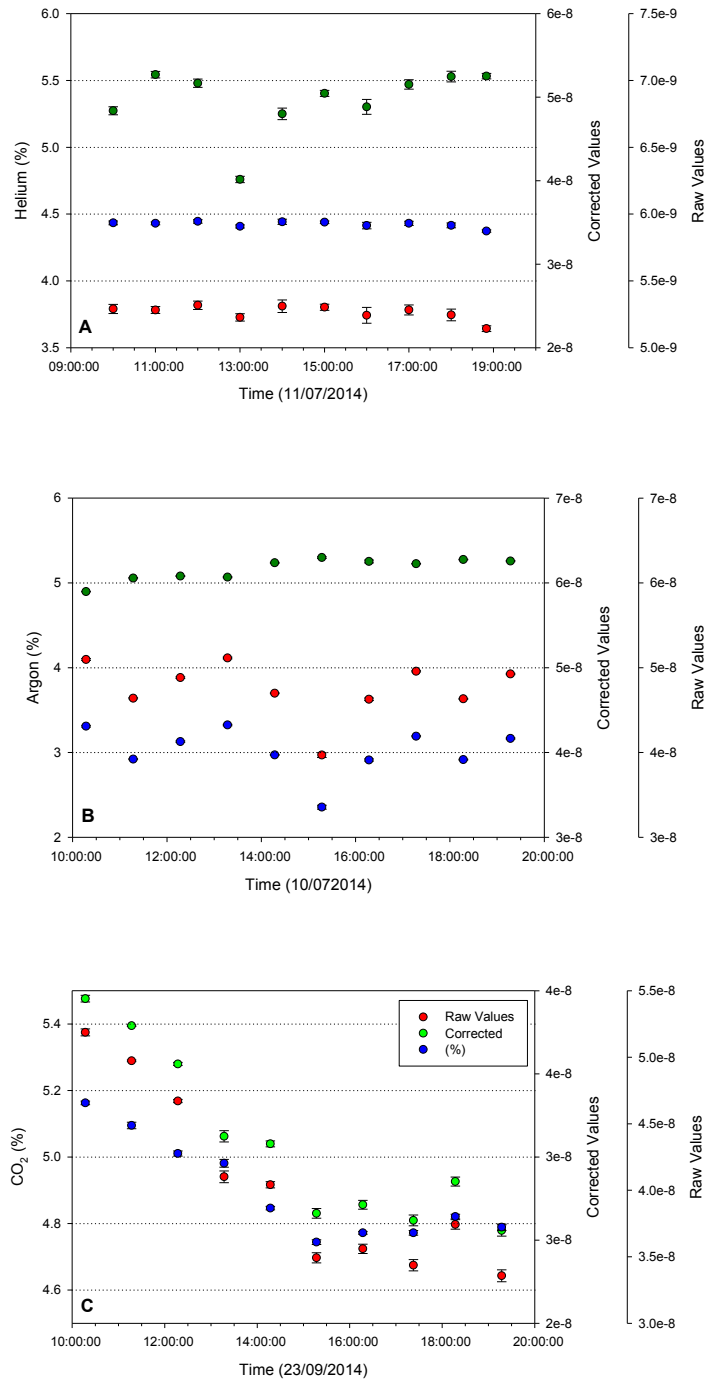 6.0
5.5
5.0
4.5
4.0
3.5
Helium (%)
6e-8
5e-8
4e-8
3e-8
2e-8
Corrected Values
7.5e-9
7.0e-9
6.5e-9
6.0e-9
5.5e-9
5.0e-9
Raw Values
A
09:00:00 11:00:00 13:00:00 15:00:00 17:00:00 19:00:00
Time (11/07/2014)
6
5
4
3
2
Argon (%)
7e-8
6e-8
5e-8
4e-8
3e-8
Corrected Values
7e-8
6e-8
5e-8
4e-8
3e-8
Raw Values
B
10:00:00 12:00:00 14:00:00 16:00:00 18:00:00 20:00:00
Time (10/072014)
5.4
5.2
5.0
4.8
4.6
CO2 (%)
Raw Values
Corrected
(%)
4e-8
4e-8
3e-8
3e-8
2e-8
Corrected Values
5.5e-8
5.0e-8
4.5e-8
4.0e-8
3.5e-8
3.0e-8
Raw Values
C
10:00:00 12:00:00 14:00:00 16:00:00 18:00:00 20:00:00
Time (23/09/2014)